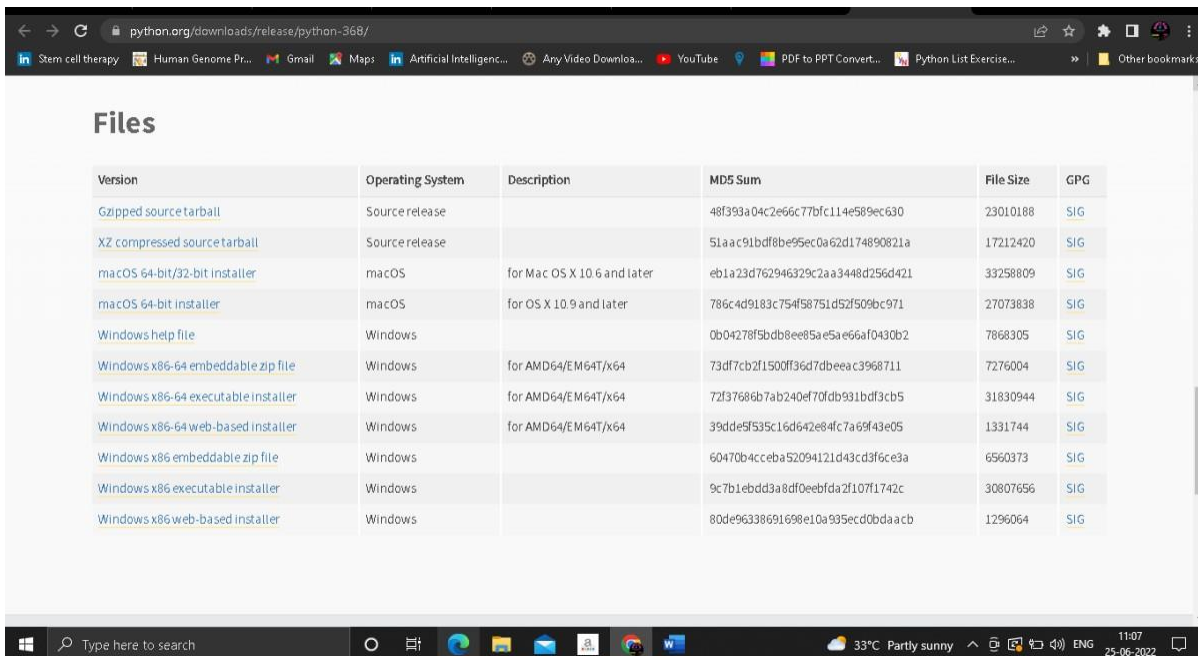 python.org/downloads/release/python-368/
Stem cell therapy Human Genome Pr... Gmail Maps Artificial Intelligenc... Any Video Downloa... YouTube PDF to PPT Convert... Python List Exercise... » Other bookmarks
Files
Version Operating System Description MD5 Sum File Size GPG
Gzipped source tarball Source release 48f393a04c2e66c77bfc114e589ec630 23010188 SIG
XZ compressed source tarball Source release 51aac91bdf8be95ec0a62d174890821a 17212420 SIG
macOS 64-bit/32-bit installer macOS for Mac OS X 10.6 and later eb1a23d762946329c2aa3448d256d421 33258809 SIG
macOS 64-bit installer macOS for OS X 10.9 and later 786c4d9183c754f58751d52f509bc971 27073838 SIG
Windows help file Windows 0b04278f5bdb8ee85ae5ae66af0430b2 7868305 SIG
Windows x86-64 embeddable zip file Windows for AMD64/EM64T/x64 73df7cb2f1500ff36d7dbeeac3968711 7276004 SIG
Windows x86-64 executable installer Windows for AMD64/EM64T/x64 72f37686b7ab240ef70fdb931bdf3cb5 31830944 SIG
Windows x86-64 web-based installer Windows for AMD64/EM64T/x64 39dde5f535c16d642e84fc7a69f43e05 1331744 SIG
Windows x86 embeddable zip file Windows 60470b4cceba52094121d43cd3f6ce3a 6560373 SIG
Windows x86 executable installer Windows 9c7b1ebdd3a8df0eebfda2f107f1742c 30807656 SIG
Windows x86 web-based installer Windows 80de96338691698e10a935ecd0bdaacb 1296064 SIG
Type here to search 33°C Partly sunny ENG 11:07
25-06-2022